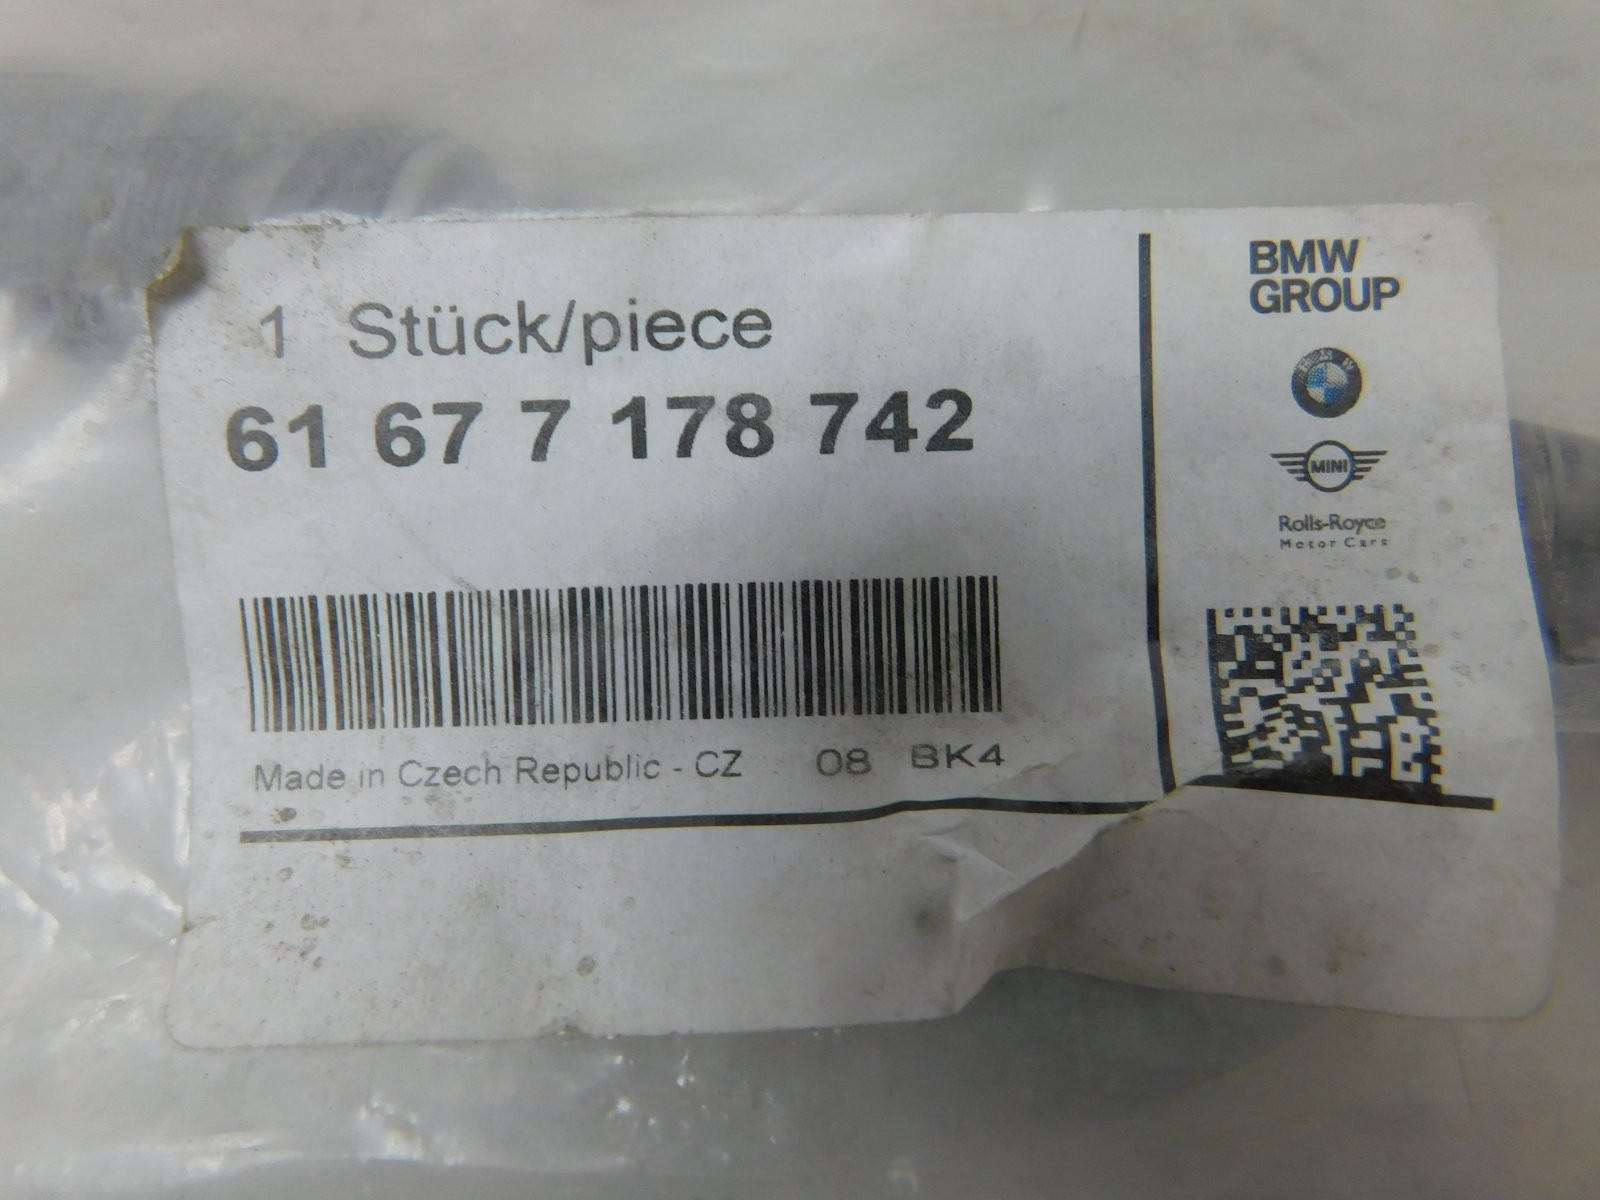 1 Stück/piece
61 67 7 178 742
Made in Czech Republic - CZ 08 BK4
BMW
GROUP
BMW
MINI
Rolls-Royce
Motor Cars